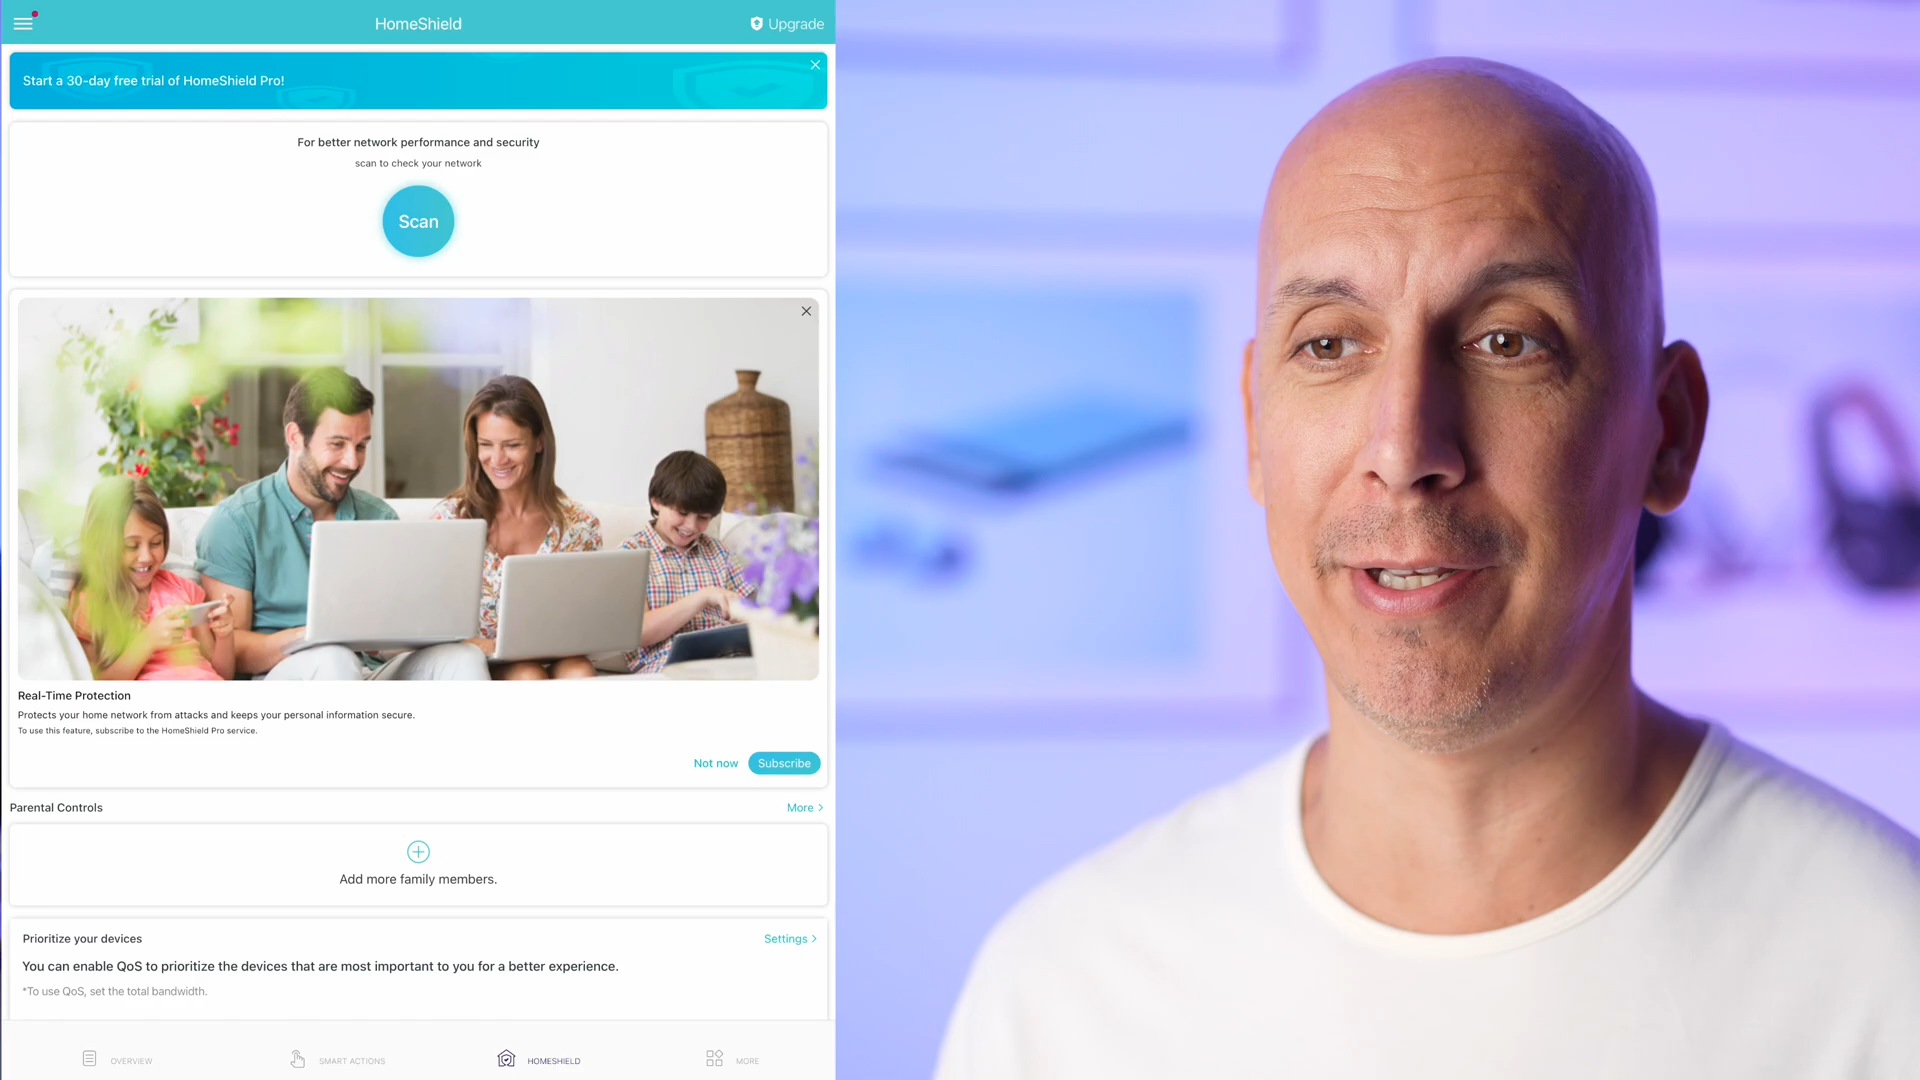 HomeShield
Upgrade
Start a 30-day free trial of HomeShield Pro!
For better network performance and security
scan to check your network
Scan
Real-Time Protection
Protects your home network from attacks and keeps your personal information secure.
To use this feature, subscribe to the HomeShield Pro service.
Not now
Subscribe
Parental Controls
More >
Add more family members.
Prioritize your devices
Settings >
You can enable QoS to prioritize the devices that are most important to you for a better experience.
*To use QoS, set the total bandwidth.
OVERVIEW
SMART ACTIONS
HOMESHIELD
MORE